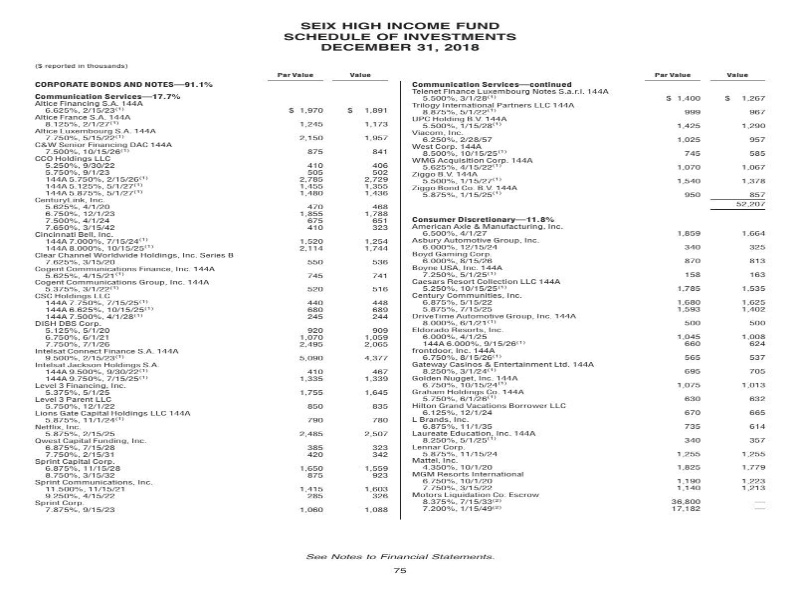 SEIX HIGH INCOME FUND
SCHEDULE OF INVESTMENTS
DECEMBER 31, 2018
($ reported in thousands)
Par Value Value
CORPORATE BONDS AND NOTES—91.1%
Communication Services—17.7%
Altice Financing S.A. 144A
6.625%, 2/15/23(1) $ 1,970 $ 1,891
Altice France S.A. 144A
8.125%, 2/1/27(1) 1,245 1,173
Altice Luxembourg S.A. 144A
7.750%, 5/15/22(1) 2,150 1,957
C&W Senior Financing DAC 144A
7.500%, 10/15/26(1) 875 841
CCO Holdings LLC
5.250%, 9/30/22 410 406
5.750%, 9/1/23 505 502
144A 5.750%, 2/15/26(1) 2,785 2,729
144A 5.125%, 5/1/27(1) 1,455 1,355
144A 5.875%, 5/1/27(1) 1,480 1,436
CenturyLink, Inc.
5.625%, 4/1/20 470 468
6.750%, 12/1/23 1,855 1,788
7.500%, 4/1/24 675 651
7.650%, 3/15/42 410 323
Cincinnati Bell, Inc.
144A 7.000%, 7/15/24(1) 1,520 1,254
144A 8.000%, 10/15/25(1) 2,114 1,744
Clear Channel Worldwide Holdings, Inc. Series B
7.625%, 3/15/20 550 536
Cogent Communications Finance, Inc. 144A
5.625%, 4/15/21(1) 745 741
Cogent Communications Group, Inc. 144A
5.375%, 3/1/22(1) 520 516
CSC Holdings LLC
144A 7.750%, 7/15/25(1) 440 448
144A 6.625%, 10/15/25(1) 680 689
144A 7.500%, 4/1/28(1) 245 244
DISH DBS Corp.
5.125%, 5/1/20 920 909
6.750%, 6/1/21 1,070 1,059
7.750%, 7/1/26 2,495 2,065
Intelsat Connect Finance S.A. 144A
9.500%, 2/15/23(1) 5,090 4,377
Intelsat Jackson Holdings S.A.
144A 9.500%, 9/30/22(1) 410 467
144A 9.750%, 7/15/25(1) 1,335 1,339
Level 3 Financing, Inc.
5.375%, 5/1/25 1,755 1,645
Level 3 Parent LLC
5.750%, 12/1/22 850 835
Lions Gate Capital Holdings LLC 144A
5.875%, 11/1/24(1) 790 780
Netflix, Inc.
5.875%, 2/15/25 2,485 2,507
Qwest Capital Funding, Inc.
6.875%, 7/15/28 385 323
7.750%, 2/15/31 420 342
Sprint Capital Corp.
6.875%, 11/15/28 1,650 1,559
8.750%, 3/15/32 875 923
Sprint Communications, Inc.
11.500%, 11/15/21 1,415 1,603
9.250%, 4/15/22 285 326
Sprint Corp.
7.875%, 9/15/23 1,060 1,088
Par Value Value
Communication Services—continued
Telenet Finance Luxembourg Notes S.a.r.l. 144A
5.500%, 3/1/28(1) $ 1,400 $ 1,267
Trilogy International Partners LLC 144A
8.875%, 5/1/22(1) 999 967
UPC Holding B.V. 144A
5.500%, 1/15/28(1) 1,425 1,290
Viacom, Inc.
6.250%, 2/28/57 1,025 957
West Corp. 144A
8.500%, 10/15/25(1) 745 585
WMG Acquisition Corp. 144A
5.625%, 4/15/22(1) 1,070 1,067
Ziggo B.V. 144A
5.500%, 1/15/27(1) 1,540 1,378
Ziggo Bond Co. B.V. 144A
5.875%, 1/15/25(1) 950 857
52,207
Consumer Discretionary—11.8%
American Axle & Manufacturing, Inc.
6.500%, 4/1/27 1,859 1,664
Asbury Automotive Group, Inc.
6.000%, 12/15/24 340 325
Boyd Gaming Corp.
6.000%, 8/15/26 870 813
Boyne USA, Inc. 144A
7.250%, 5/1/25(1) 158 163
Caesars Resort Collection LLC 144A
5.250%, 10/15/25(1) 1,785 1,535
Century Communities, Inc.
6.875%, 5/15/22 1,680 1,625
5.875%, 7/15/25 1,593 1,402
DriveTime Automotive Group, Inc. 144A
8.000%, 6/1/21(1) 500 500
Eldorado Resorts, Inc.
6.000%, 4/1/25 1,045 1,008
144A 6.000%, 9/15/26(1) 660 624
frontdoor, Inc. 144A
6.750%, 8/15/26(1) 565 537
Gateway Casinos & Entertainment Ltd. 144A
8.250%, 3/1/24(1) 695 705
Golden Nugget, Inc. 144A
6.750%, 10/15/24(1) 1,075 1,013
Graham Holdings Co. 144A
5.750%, 6/1/26(1) 630 632
Hilton Grand Vacations Borrower LLC
6.125%, 12/1/24 670 665
L Brands, Inc.
6.875%, 11/1/35 735 614
Laureate Education, Inc. 144A
8.250%, 5/1/25(1) 340 357
Lennar Corp.
5.875%, 11/15/24 1,255 1,255
Mattel, Inc.
4.350%, 10/1/20 1,825 1,779
MGM Resorts International
6.750%, 10/1/20 1,190 1,223
7.750%, 3/15/22 1,140 1,213
Motors Liquidation Co. Escrow
8.375%, 7/15/33(2) 36,800 —
7.200%, 1/15/49(2) 17,182 —
See Notes to Financial Statements.
75